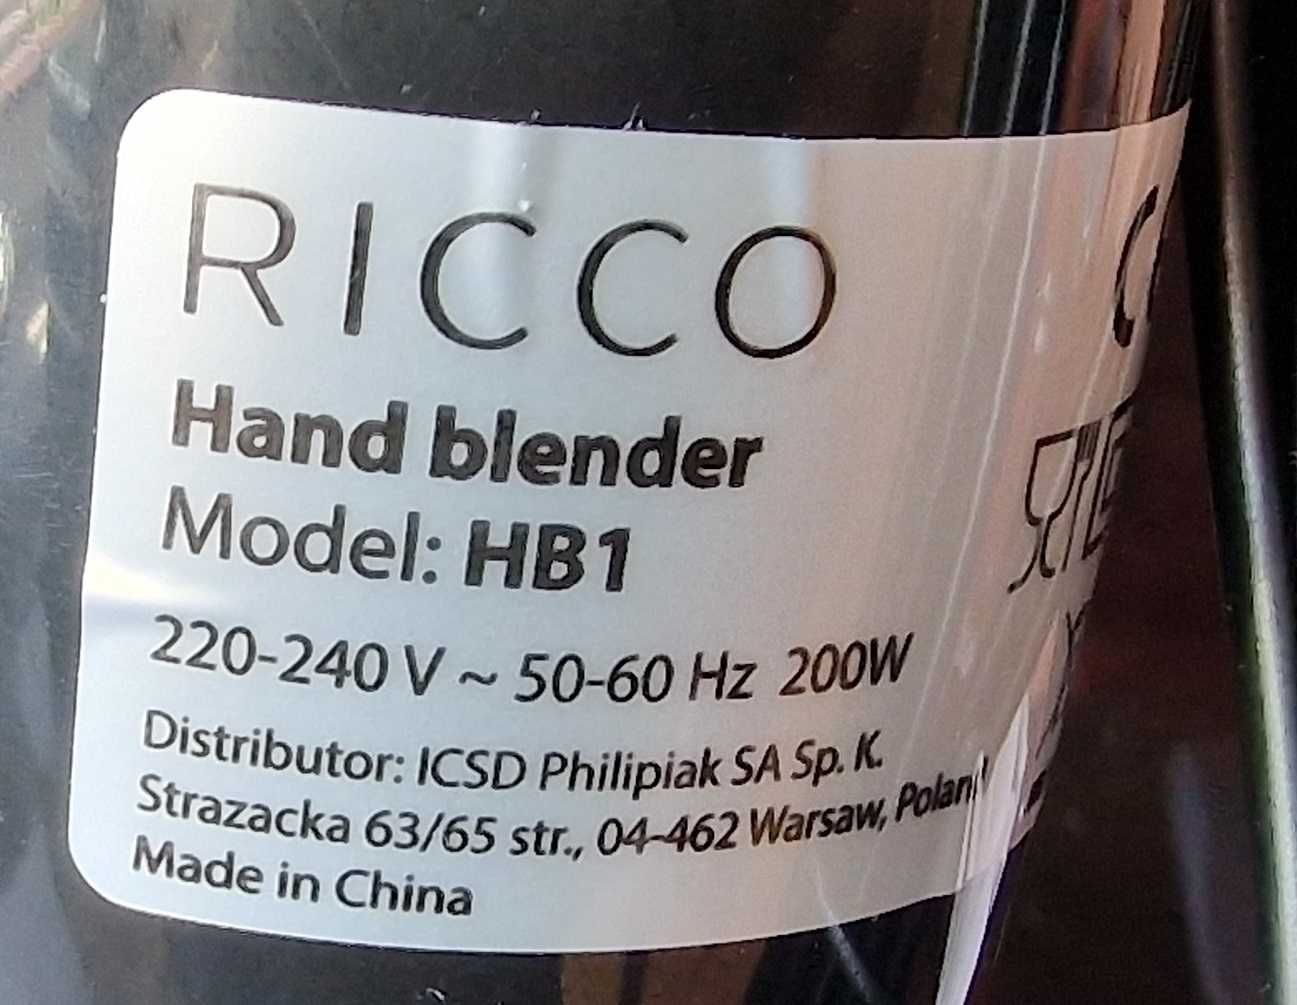 RICCO
Hand blender
Model: HB1
220-240 V ~ 50-60 Hz 200W
Distributor: ICSD Philipiak SA Sp. K.
Strazacka 63/65 str., 04-462 Warsaw, Poland
Made in China